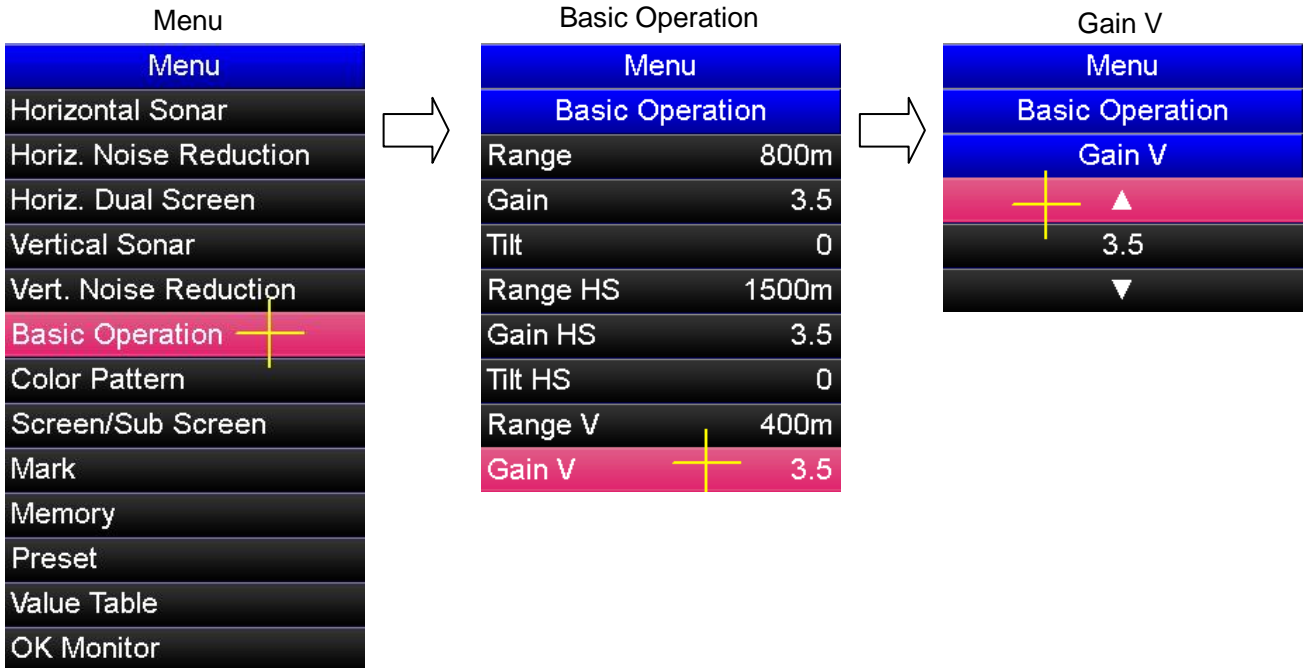 Menu
Menu
Horizontal Sonar
Horiz. Noise Reduction
Horiz. Dual Screen
Vertical Sonar
Vert. Noise Reduction
Basic Operation
Color Pattern
Screen/Sub Screen
Mark
Memory
Preset
Value Table
OK Monitor
Basic Operation
Menu
Basic Operation
Range 800m
Gain 3.5
Tilt 0
Range HS 1500m
Gain HS 3.5
Tilt HS 0
Range V 400m
Gain V 3.5
Gain V
Menu
Basic Operation
Gain V
▲
3.5
▼